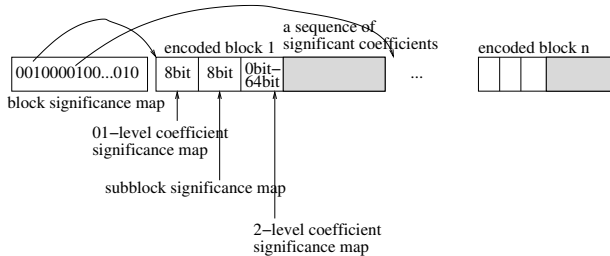 a sequence of
significant coefficients
encoded block 1
encoded block n
0010000100...010
8bit
8bit
0bit−
64bit
...
block significance map
01−level coefficient
significance map
subblock significance map
2−level coefficient
significance map